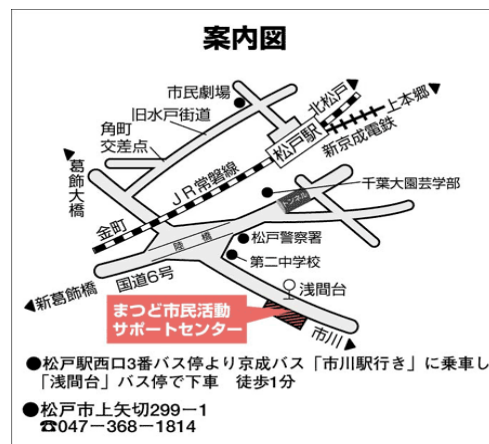 案内図
市民劇場
旧水戸街道
角町
交差点
北松戸
上本郷
松戸駅
新京成電鉄
葛飾大橋
JR常磐線
千葉大園芸学部
トンネル
金町
陸橋
松戸警察署
第二中学校
国道6号
新葛飾橋
浅間台
まつど市民活動
サポートセンター
市川
●松戸駅西口3番バス停より京成バス「市川駅行き」に乗車し
「浅間台」バス停で下車 徒歩1分
●松戸市上矢切299－1
☎047－368－1814